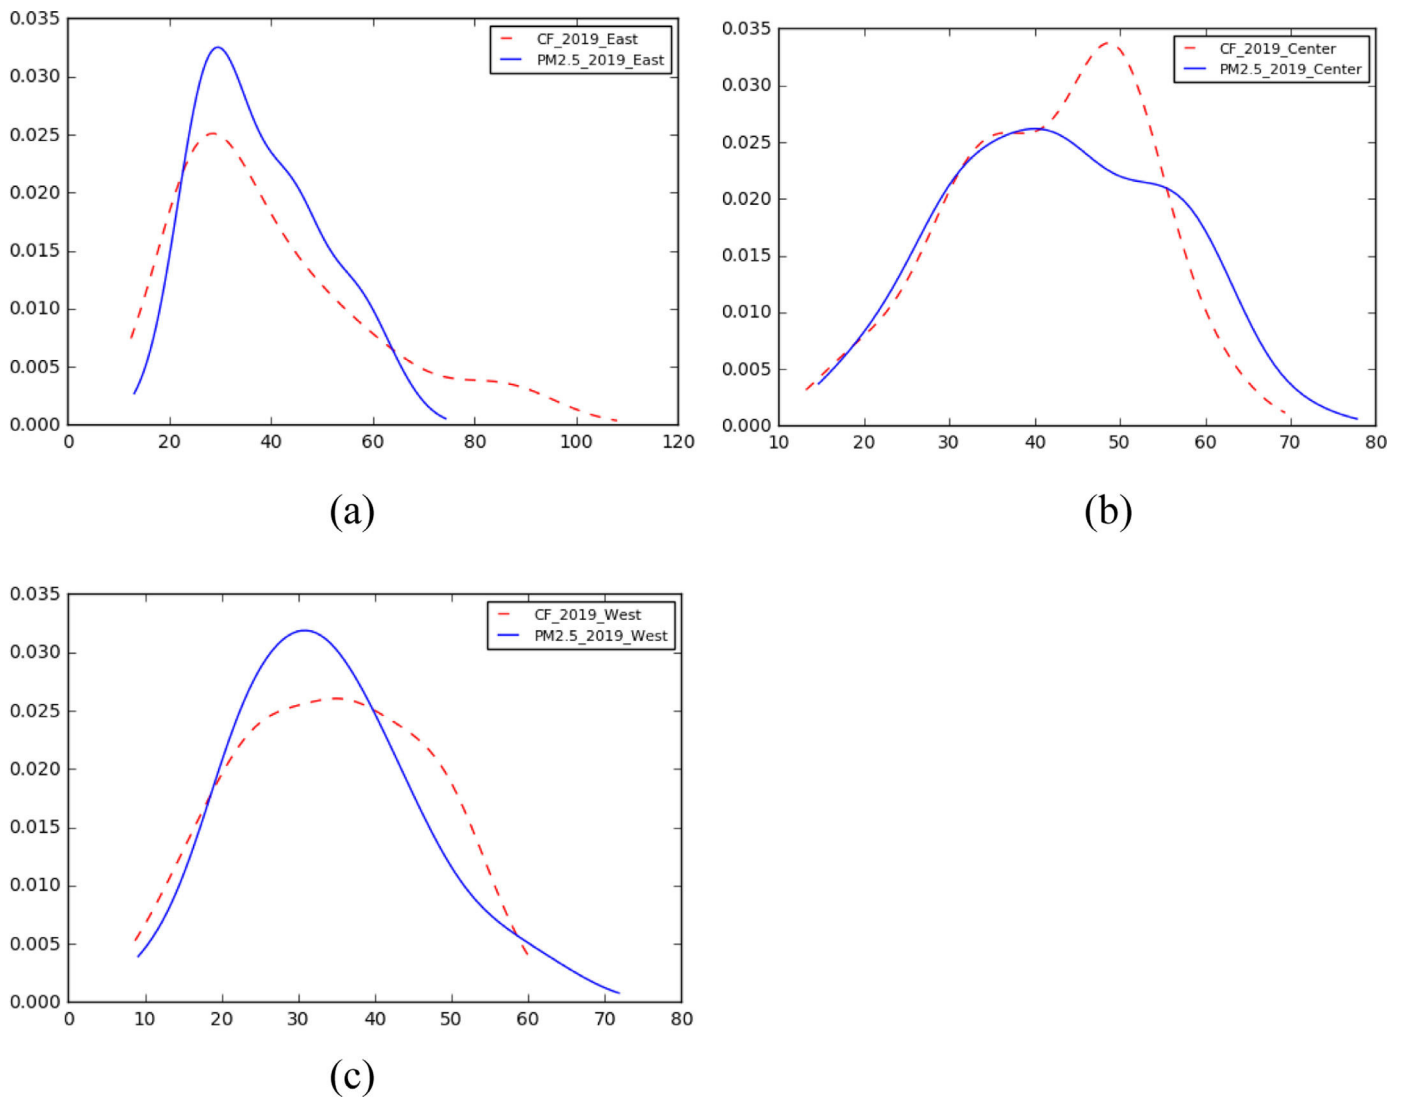 0.035
0.030
0.025
0.020
0.015
0.010
0.005
0.000
0 20 40 60 80 100 120
CF_2019_East
PM2.5_2019_East
(a)
0.035
0.030
0.025
0.020
0.015
0.010
0.005
0.000
10 20 30 40 50 60 70 80
CF_2019_Center
PM2.5_2019_Center
(b)
0.035
0.030
0.025
0.020
0.015
0.010
0.005
0.000
0 10 20 30 40 50 60 70 80
CF_2019_West
PM2.5_2019_West
(c)